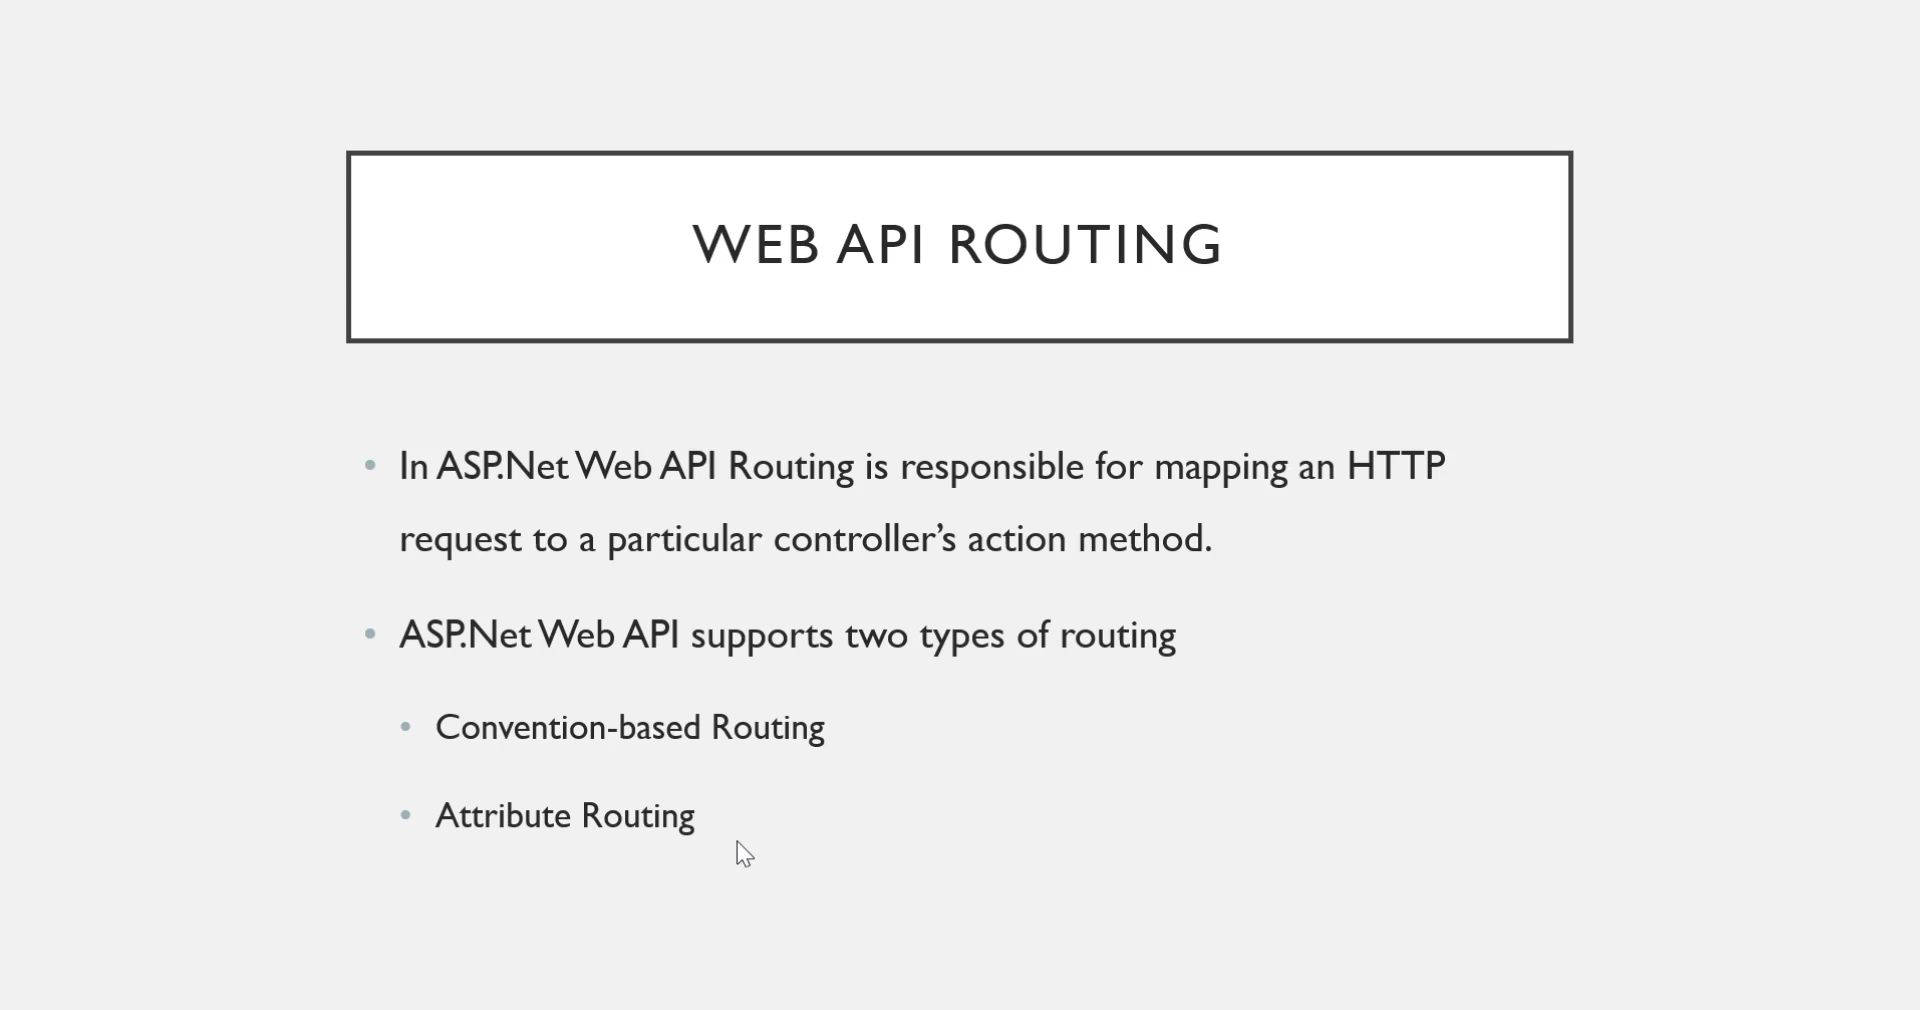 WEB API ROUTING
• In ASP.Net Web API Routing is responsible for mapping an HTTP
request to a particular controller’s action method.
• ASP.Net Web API supports two types of routing
• Convention-based Routing
• Attribute Routing